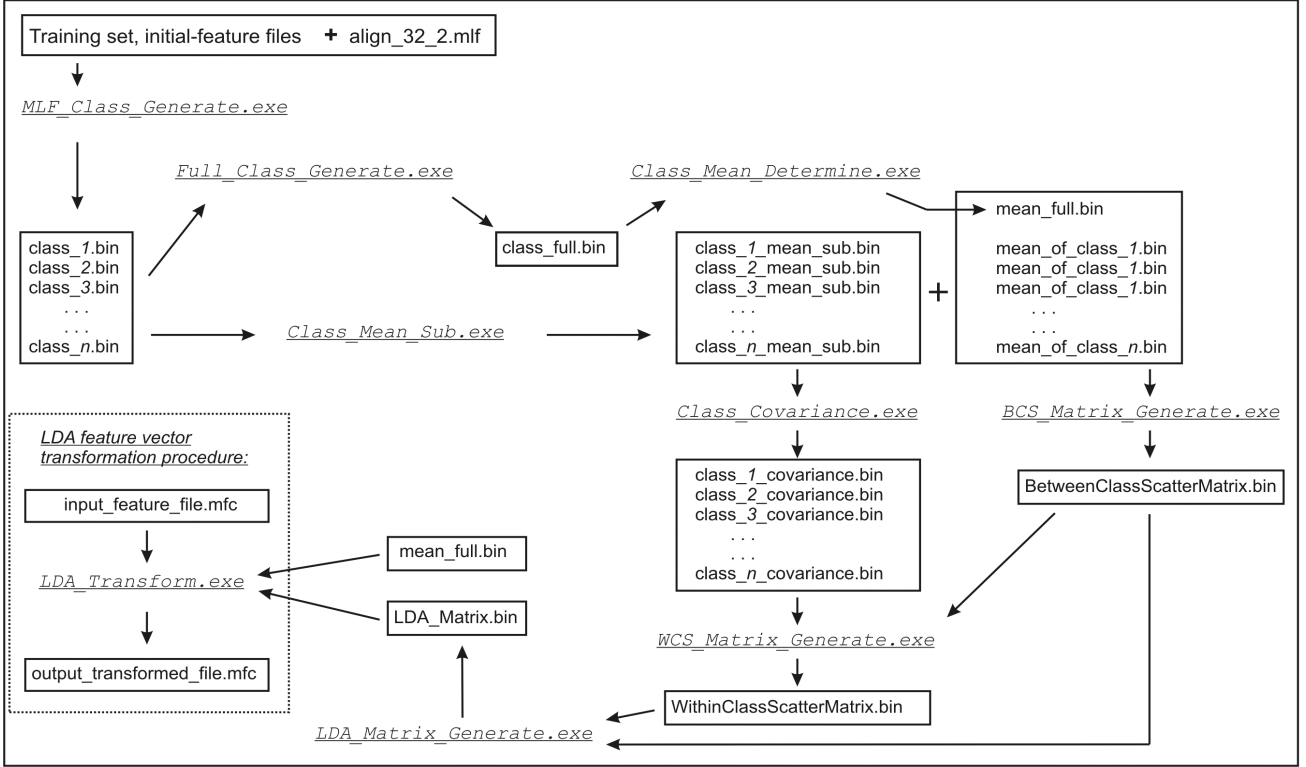 Training set, initial-feature files + align_32_2.mlf
MLF_Class_Generate.exe
Full_Class_Generate.exe
Class_Mean_Determine.exe
class_1.bin
class_2.bin
class_3.bin
...
...
class_n.bin
class_full.bin
Class_Mean_Sub.exe
class_1_mean_sub.bin
class_2_mean_sub.bin
class_3_mean_sub.bin
...
...
class_n_mean_sub.bin
+
mean_full.bin
mean_of_class_1.bin
mean_of_class_1.bin
mean_of_class_1.bin
...
...
mean_of_class_n.bin
Class_Covariance.exe
BCS_Matrix_Generate.exe
class_1_covariance.bin
class_2_covariance.bin
class_3_covariance.bin
...
...
class_n_covariance.bin
BetweenClassScatterMatrix.bin
WCS_Matrix_Generate.exe
WithinClassScatterMatrix.bin
LDA_Matrix_Generate.exe
mean_full.bin
LDA_Matrix.bin
LDA feature vector
transformation procedure:
input_feature_file.mfc
LDA_Transform.exe
output_transformed_file.mfc